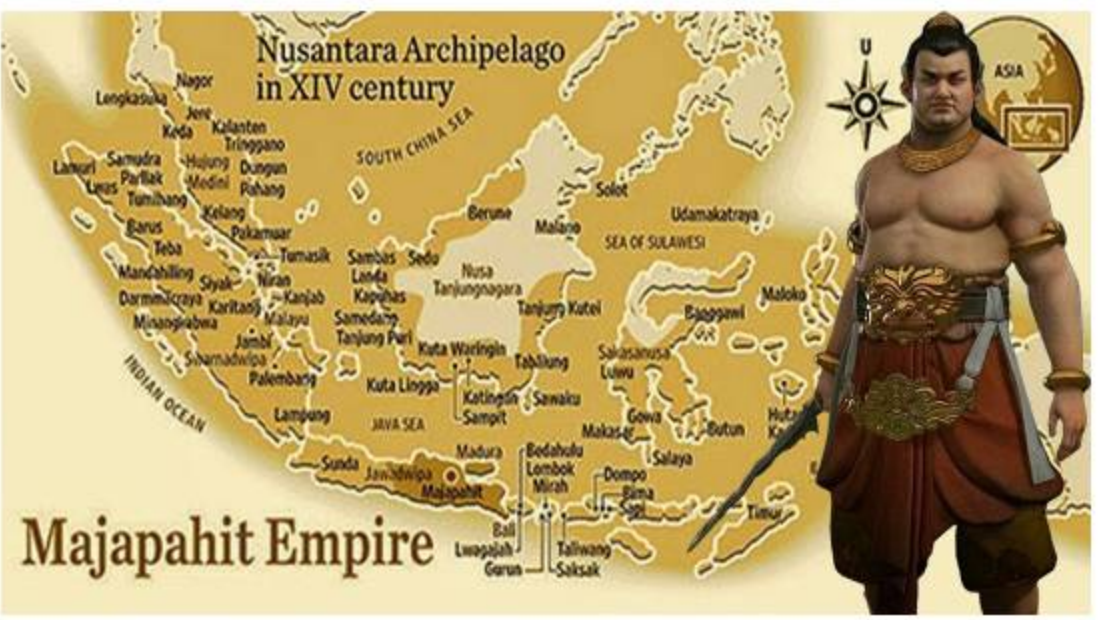 Nusantara Archipelago
in XIV century
U
ASIA
Nagor
Lengkasuka
Jere
Keda
Kalanten
Tringgano
SOUTH CHINA SEA
Lamuri
Samudra
Parllak
Hujung
Medini
Dungun
Pahang
Lwas
Tumihang
Kelang
Barus
Pakamuar
Teba
Tumasik
Mandahiling
Siyak
Niran
Darmmacraya
Karitang
Kanjab
Minangkabwa
Malayu
Jambi
Palembang
Lampung
INDIAN OCEAN
Berune
Malano
Solot
Udamakatraya
SEA OF SULAWESI
Sambas
Sedu
Landa
Kapuhas
Nusa
Tanjungnagara
Samedang
Tanjung Puri
Tanjung Kutei
Kuta Waringin
Tabalung
Kuta Lingga
Katingan
Sampit
Sawaku
JAVA SEA
Maloko
Banggawi
Sakasanusa
Luwu
Gowa
Makasar
Butun
Salaya
Sunda
Jawadwipa
Majapahit
Madura
Bedahulu
Lombok
Mirah
Dompo
Bima
Sapi
Timur
Bali
Lwagajah
Gurun
Taliwang
Saksak
Majapahit Empire